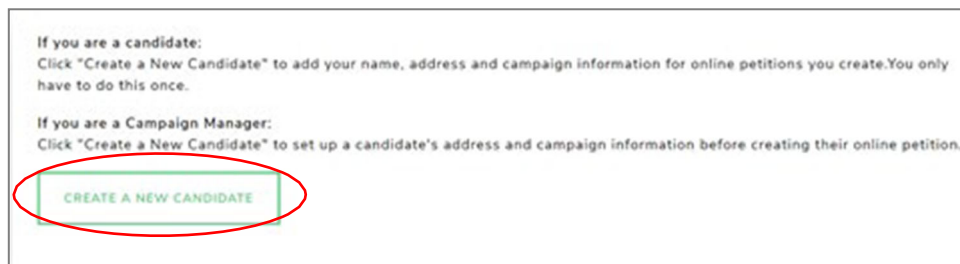 If you are a candidate:
Click "Create a New Candidate" to add your name, address and campaign information for online petitions you create.You only
have to do this once.
If you are a Campaign Manager:
Click "Create a New Candidate" to set up a candidate's address and campaign information before creating their online petition.
CREATE A NEW CANDIDATE